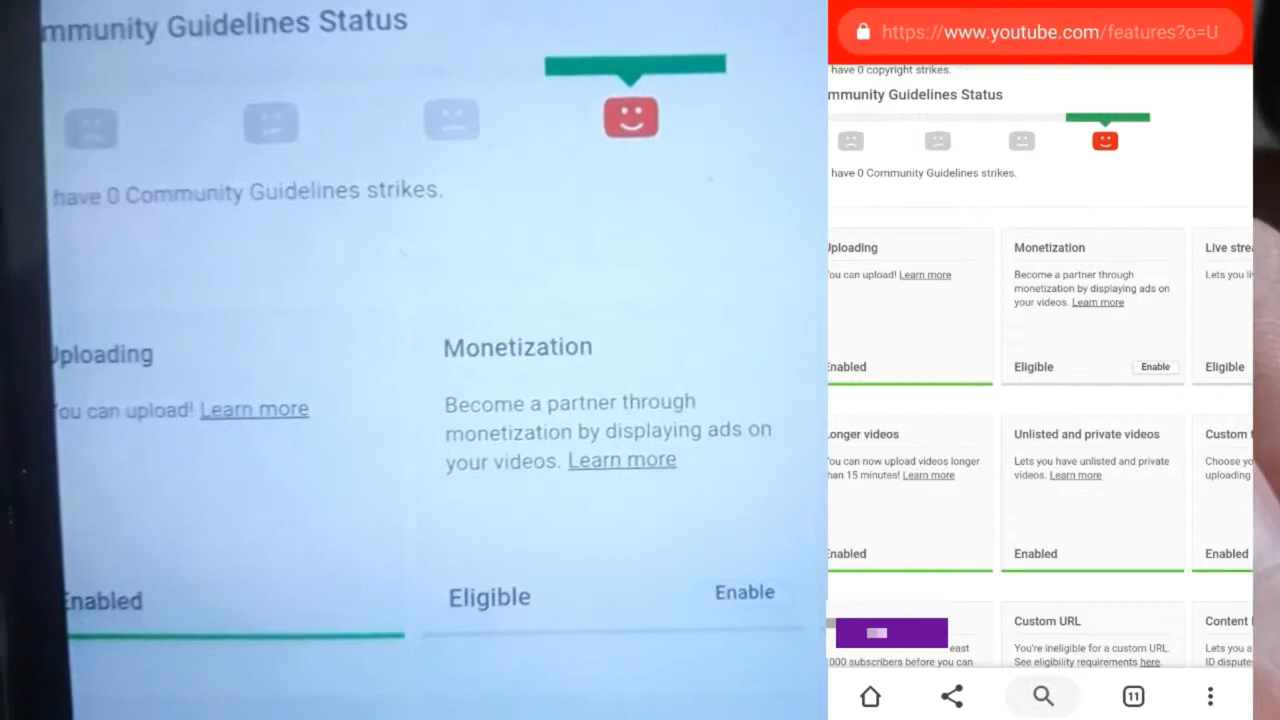 mmunity Guidelines Status
have 0 Community Guidelines strikes.
Uploading
You can upload! Learn more
Enabled
Monetization
Become a partner through
monetization by displaying ads on
your videos. Learn more
Eligible
Enable
https://www.youtube.com/features?o=U
have 0 copyright strikes.
mmunity Guidelines Status
have 0 Community Guidelines strikes.
Uploading
You can upload! Learn more
Enabled
Monetization
Become a partner through
monetization by displaying ads on
your videos. Learn more
Eligible
Enable
Live strea
Lets you li
Eligible
Longer videos
You can now upload videos longer
than 15 minutes! Learn more
Enabled
Unlisted and private videos
Lets you have unlisted and private
videos. Learn more
Enabled
Custom t
Choose yo
uploading
Enabled
east
000 subscribers before you can
Custom URL
You're ineligible for a custom URL.
See eligibility requirements here.
Content I
Lets you a
ID dispute
11